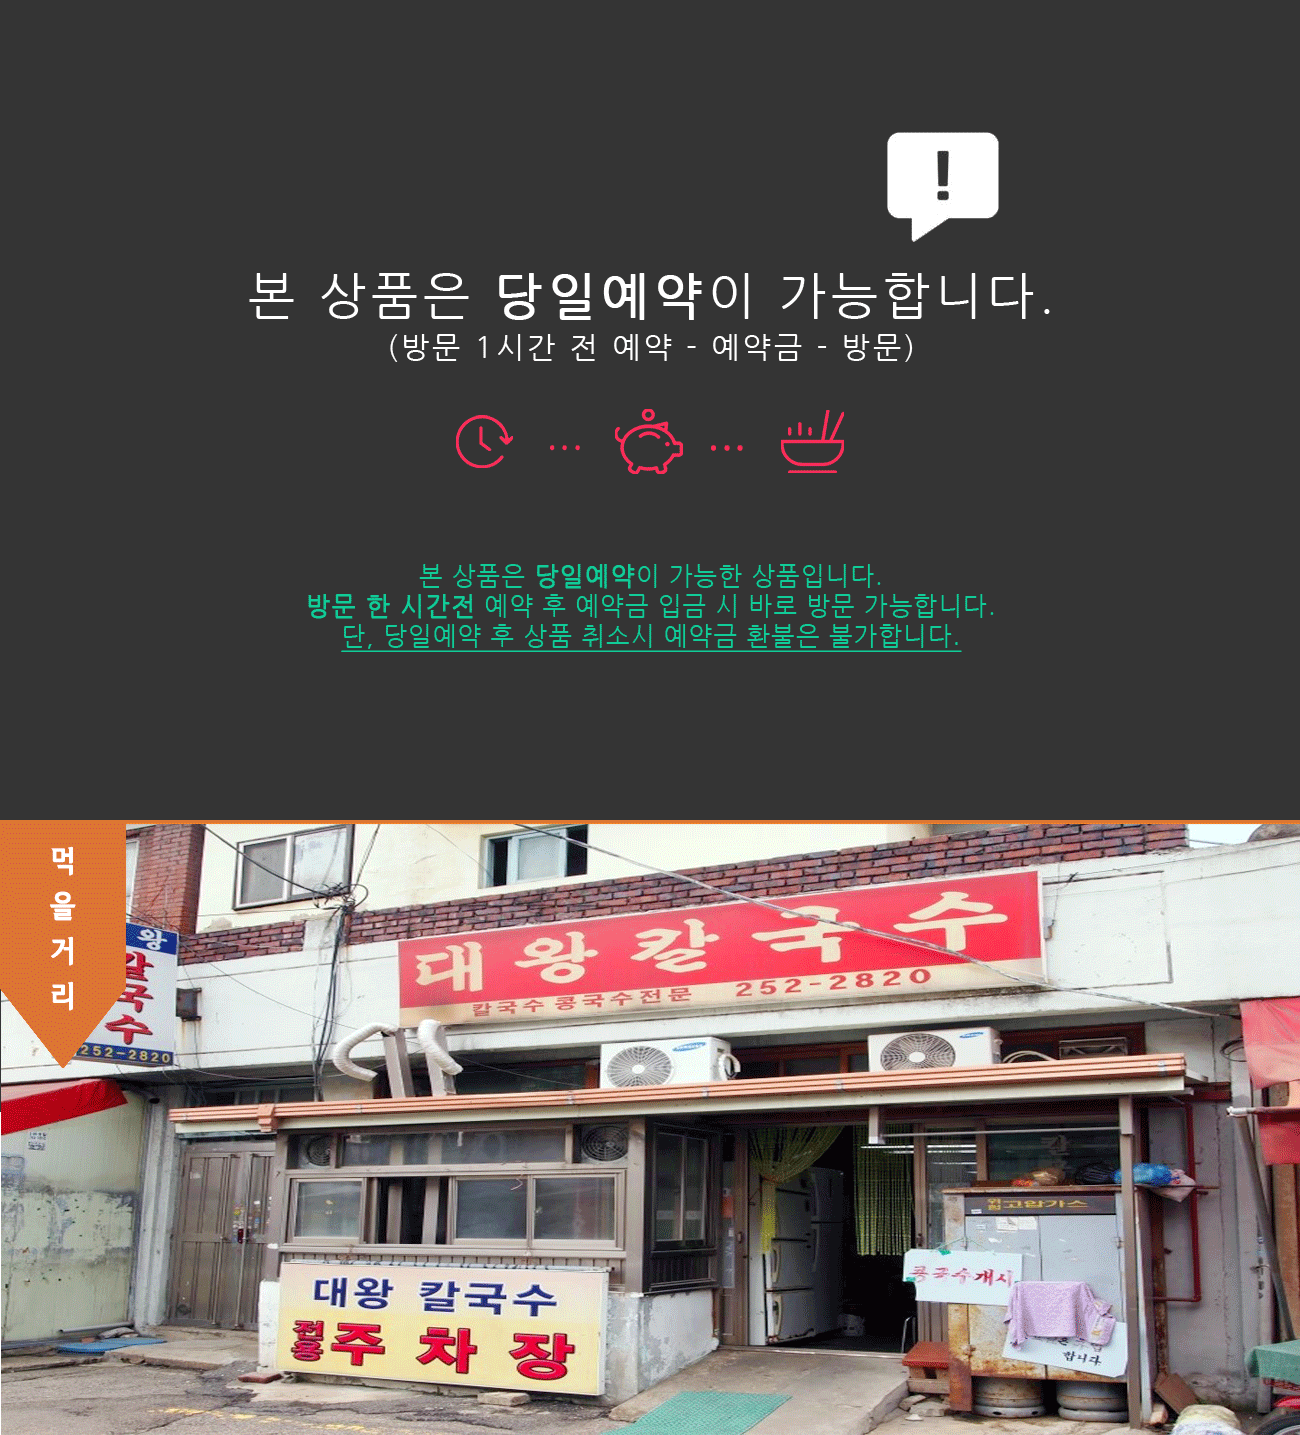 !
본 상품은 당일예약이 가능합니다.
(방문 1시간 전 예약 - 예약금 - 방문)
본 상품은 당일예약이 가능한 상품입니다.
방문 한 시간전 예약 후 예약금 입금 시 바로 방문 가능합니다.
단, 당일예약 후 상품 취소시 예약금 환불은 불가합니다.
먹을거리
왕
칼
국
수
252-2820
대왕칼국수
칼국수 콩국수전문 252-2820
위험 고압가스
콩국수개시
합니다
대왕 칼국수
전용 주차장